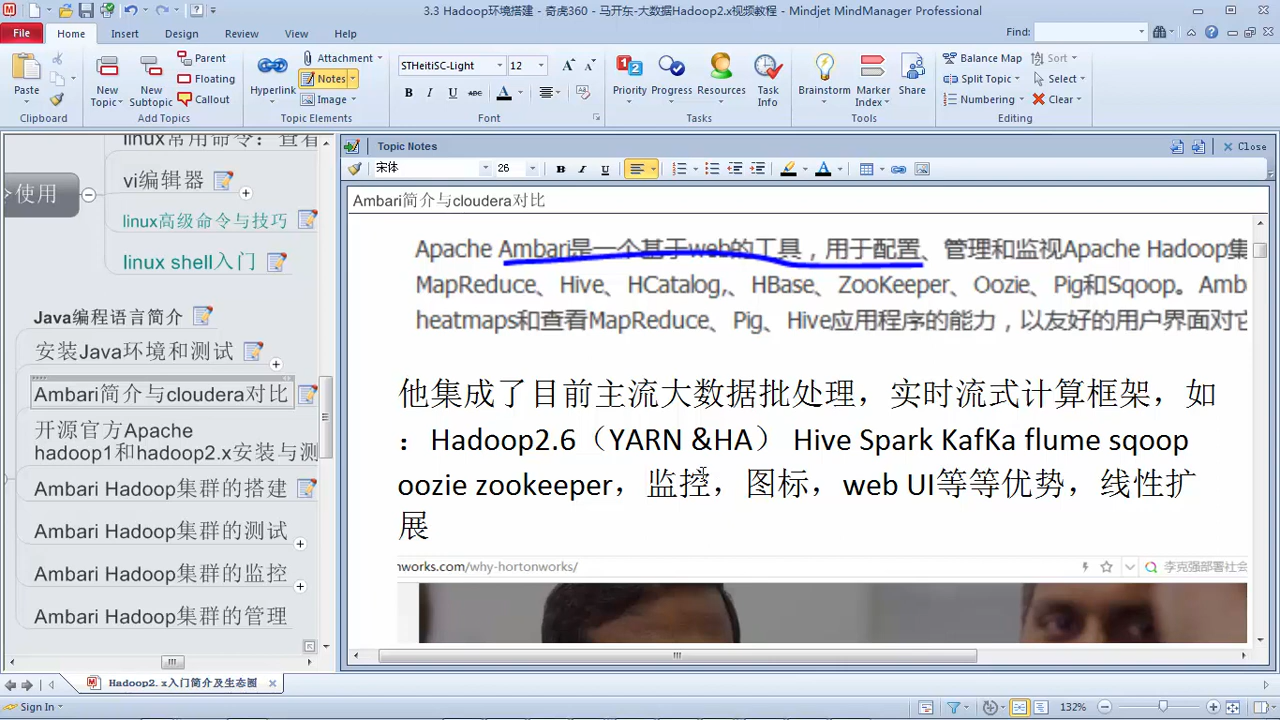 3.3 Hadoop环境搭建 - 奇虎360 - 马开东-大数据Hadoop2.x视频教程 - Mindjet MindManager Professional
File Home Insert Design Review View Help
Find:
Paste
Clipboard
New Topic
New Subtopic
Parent
Floating
Callout
Add Topics
Hyperlink
Attachment
Notes
Image
Topic Elements
STHeitiSC-Light 12
B I U
Font
Priority
Progress
Resources
Task Info
Tasks
Brainstorm
Marker Index
Share
Tools
Balance Map
Split Topic
Numbering
Sort
Select
Clear
Editing
linux常用命令：查看
使用
vi编辑器
linux高级命令与技巧
linux shell入门
Java编程语言简介
安装Java环境和测试
Ambari简介与cloudera对比
开源官方Apache
hadoop1和hadoop2.x安装与测
Ambari Hadoop集群的搭建
Ambari Hadoop集群的测试
Ambari Hadoop集群的监控
Ambari Hadoop集群的管理
Topic Notes
Close
宋体 26
B I U
Ambari简介与cloudera对比
Apache Ambari是一个基于web的工具，用于配置、管理和监视Apache Hadoop集
MapReduce、Hive、HCatalog,、HBase、ZooKeeper、Oozie、Pig和Sqoop。Amb
heatmaps和查看MapReduce、Pig、Hive应用程序的能力，以友好的用户界面对它
他集成了目前主流大数据批处理，实时流式计算框架，如
：Hadoop2.6（YARN &HA） Hive Spark KafKa flume sqoop
oozie zookeeper，监控，图标，web UI等等优势，线性扩
展
nworks.com/why-hortonworks/
李克强部署社会
Hadoop2. x入门简介及生态圈
Sign In
132%